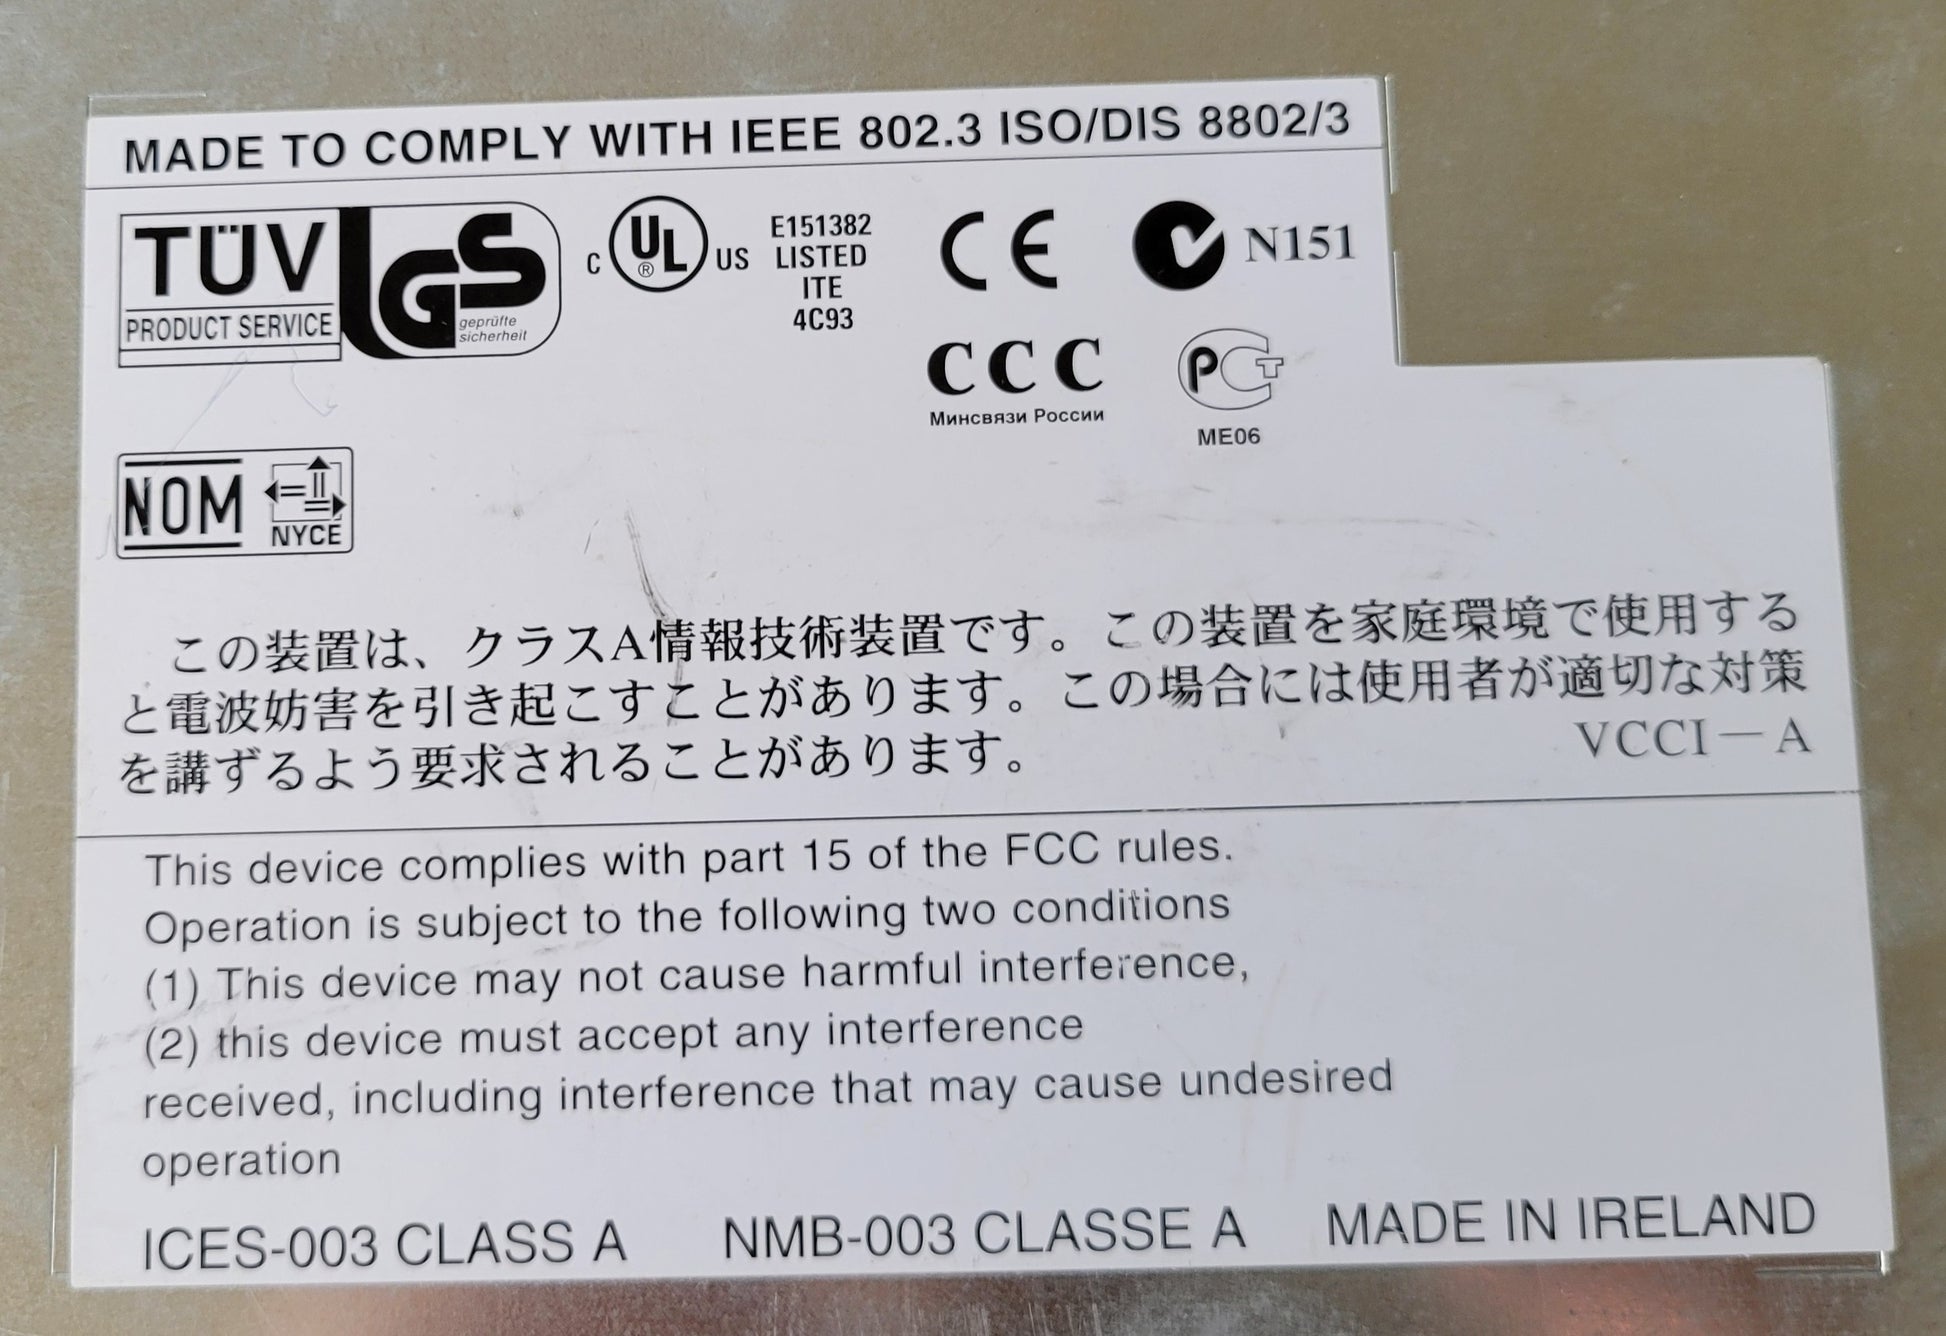 MADE TO COMPLY WITH IEEE 802.3 ISO/DIS 8802/3
TÜV
PRODUCT SERVICE
GS
geprüfte
sicherheit
C UL ® US
E151382
LISTED
ITE
4C93
CE
N151
CCC
Минсвязи России
РСТ
ME06
NOM
NYCE
この装置は、クラスA情報技術装置です。この装置を家庭環境で使用する
と電波妨害を引き起こすことがあります。この場合には使用者が適切な対策
を講ずるよう要求されることがあります。 VCCI-A
This device complies with part 15 of the FCC rules.
Operation is subject to the following two conditions
(1) This device may not cause harmful interference,
(2) this device must accept any interference
received, including interference that may cause undesired
operation
ICES-003 CLASS A NMB-003 CLASSE A MADE IN IRELAND